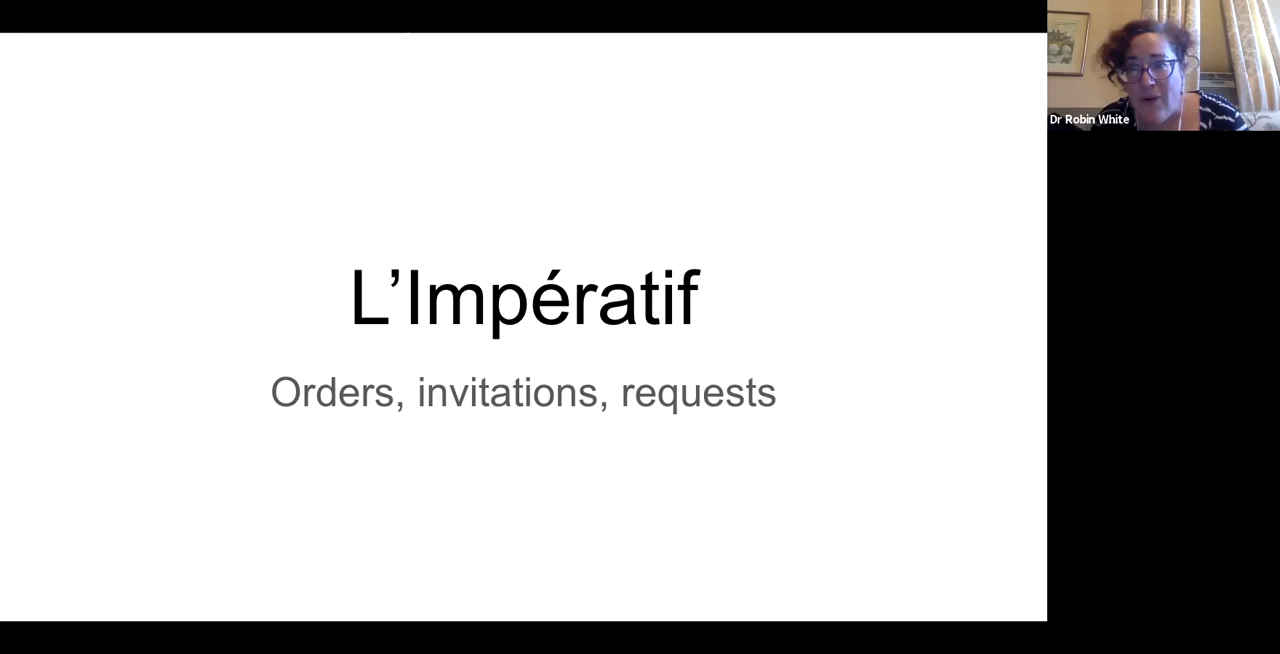 L’Impératif
Orders, invitations, requests
Dr Robin White